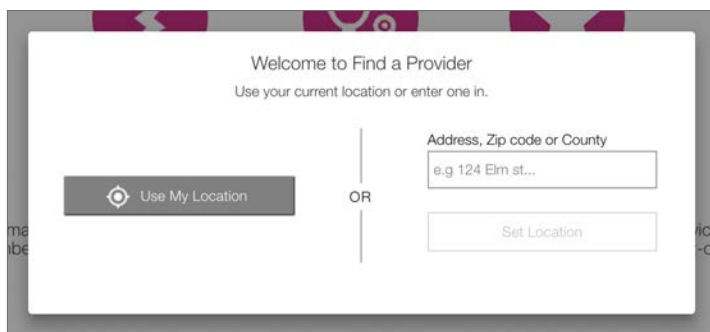 Welcome to Find a Provider
Use your current location or enter one in.
Use My Location
OR
Address, Zip code or County
e.g 124 Elm st...
Set Location